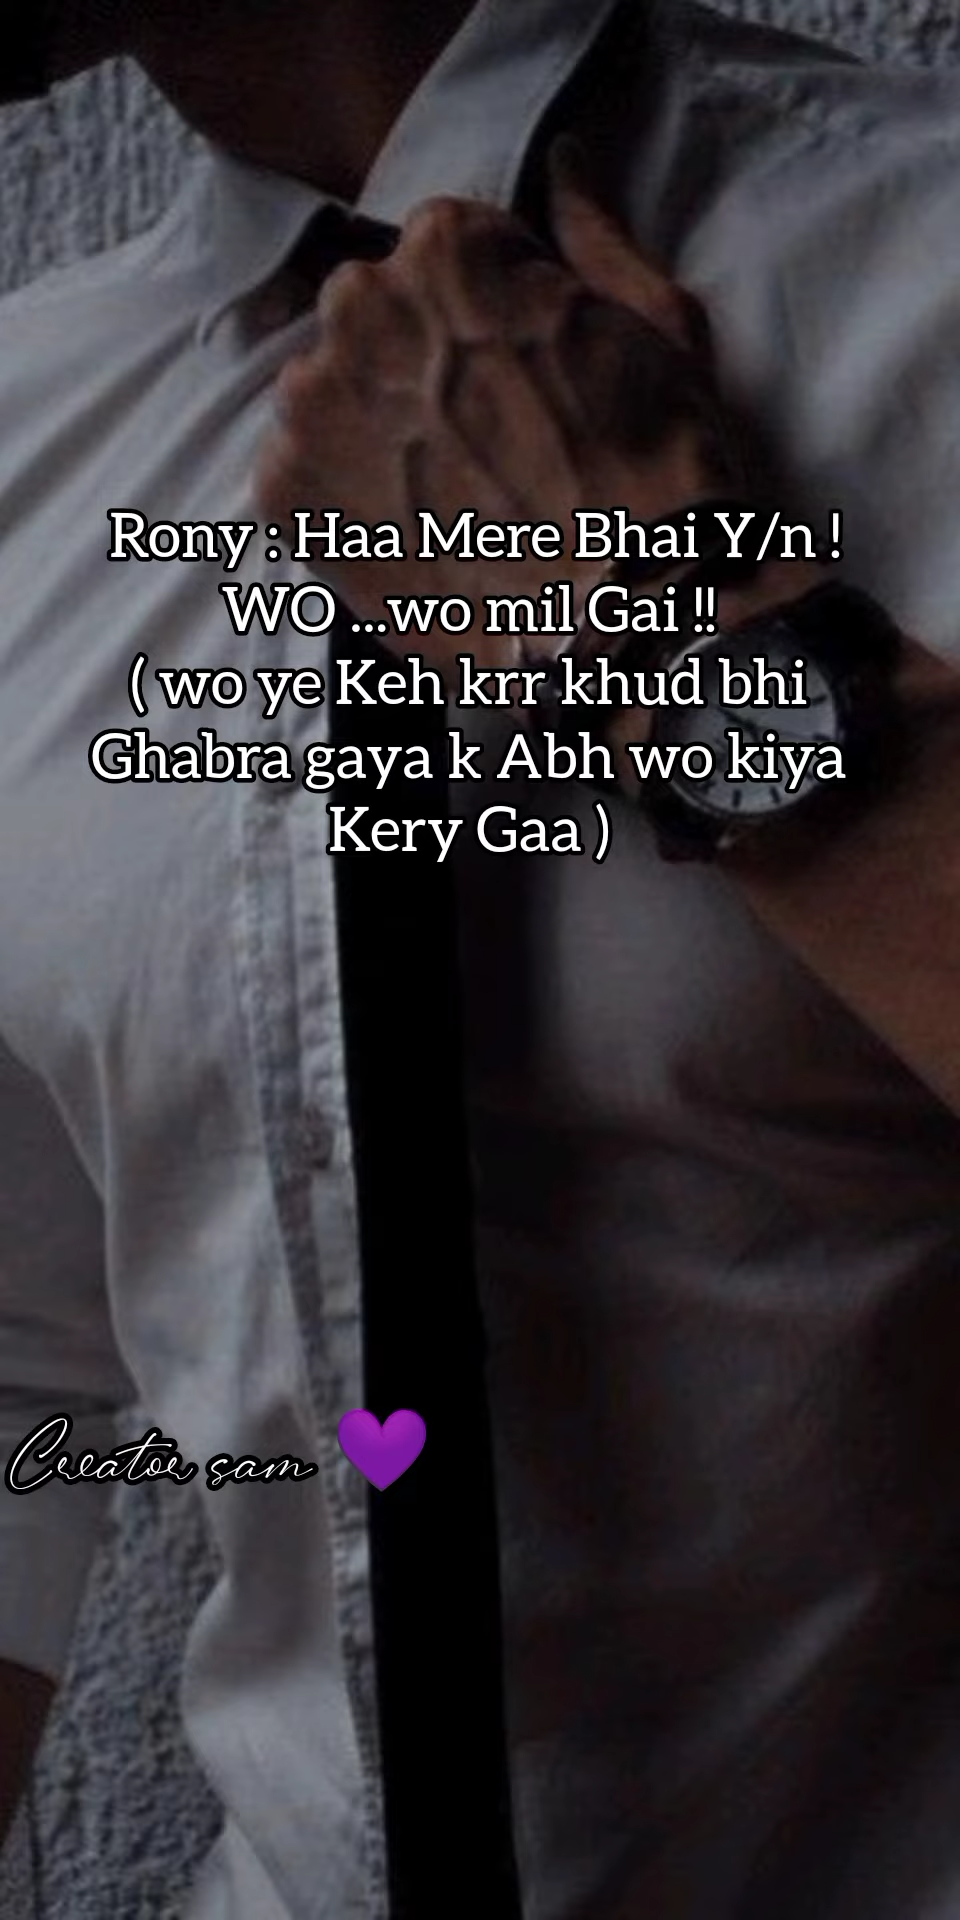 Rony : Haa Mere Bhai Y/n !
WO ...wo mil Gai !!
( wo ye Keh krr khud bhi
Ghabra gaya k Abh wo kiya
Kery Gaa )
Creator sam 💜